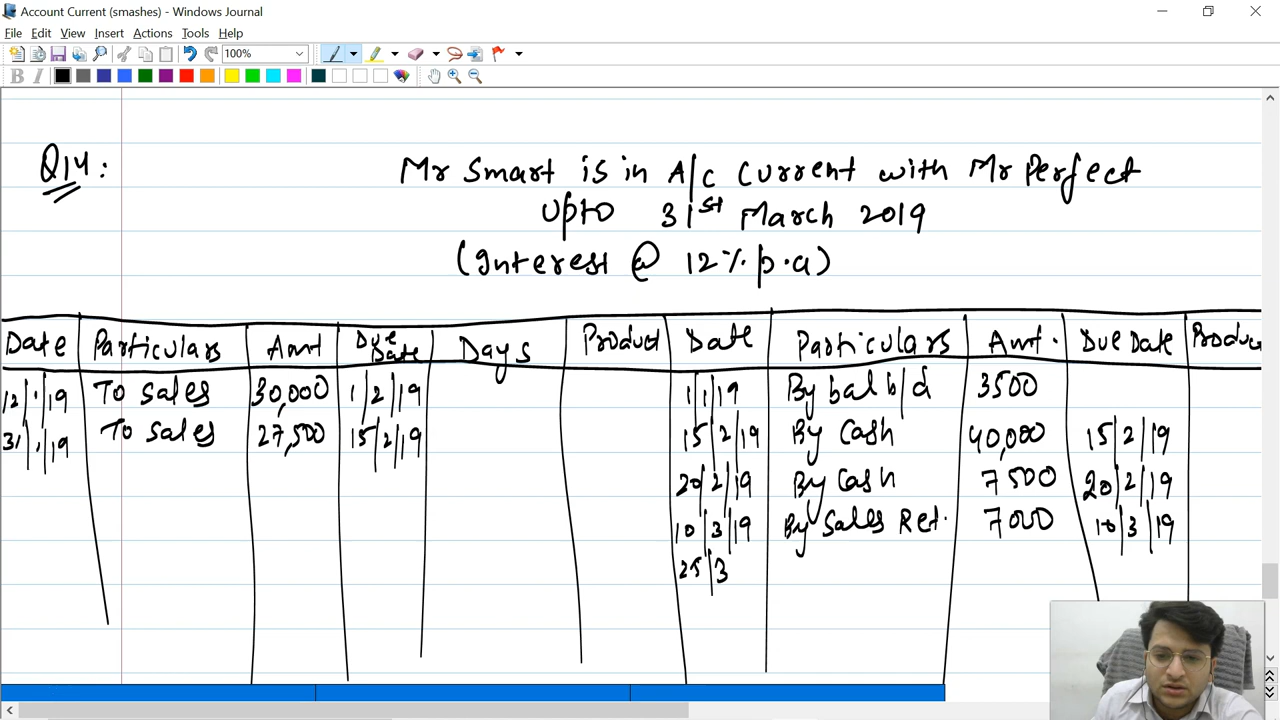 Account Current (smashes) - Windows Journal
File Edit View Insert Actions Tools Help
100%
B I
Q14:
Mr Smart is in A/c Current with Mr Perfect
upto 31st March 2019
(Interest @ 12% p.a)
Date Particulars Amt Due Date Days Product Date Particulars Amt. Due Date Produc
12/1/19 To Sales 30,000 1/2/19 1/1/19 By bal b/d 3500
31/1/19 To Sales 27,500 15/2/19 15/2/19 By Cash 40,000 15/2/19
20/2/19 By Cash 7500 20/2/19
10/3/19 By Sales Ret. 7000 10/3/19
25/3